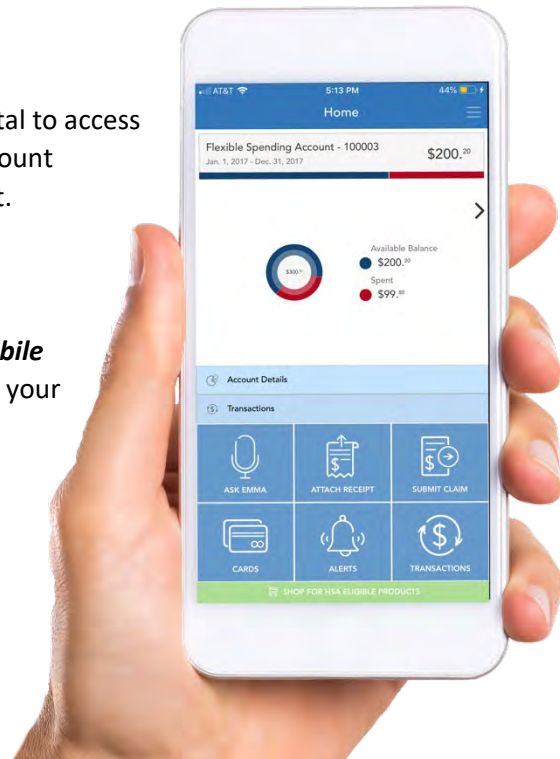 tal to access
ount
t.
bile
your
AT&T 5:13 PM 44%
Home
Flexible Spending Account - 100003
$200.20
Jan. 1, 2017 - Dec. 31, 2017
Available Balance
$200.20
Spent
$99.80
Account Details
Transactions
ASK EMMA ATTACH RECEIPT SUBMIT CLAIM
CARDS ALERTS TRANSACTIONS
SHOP FOR HSA ELIGIBLE PRODUCTS